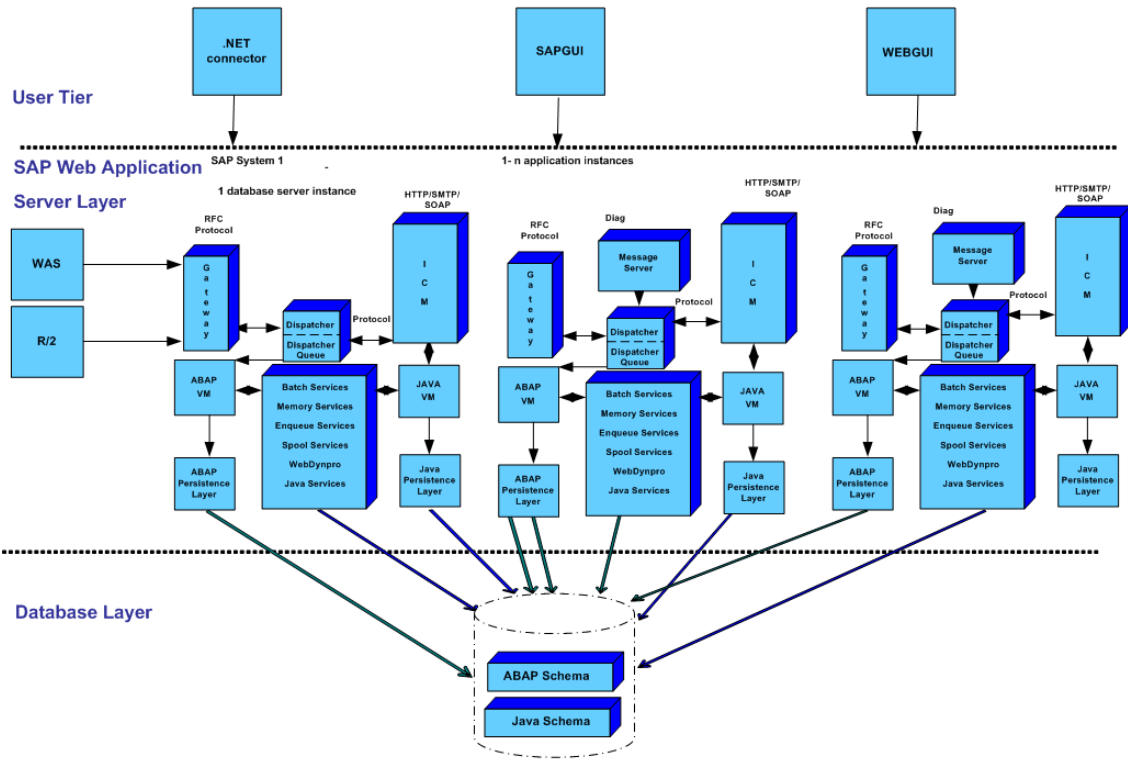 .NET
connector
SAPGUI
WEBGUI
User Tier
SAP Web Application
Server Layer
SAP System 1
-
1- n application instances
1 database server instance
WAS
R/2
RFC
Protocol
Ga te way
HTTP/SMTP/
SOAP
I C M
Dispatcher
Dispatcher
Queue
Protocol
ABAP
VM
JAVA
VM
Batch Services
Memory Services
Enqueue Services
Spool Services
WebDynpro
Java Services
ABAP
Persistence
Layer
Java
Persistence
Layer
RFC
Protocol
Gateway
Diag
Message
Server
HTTP/SMTP/
SOAP
I C M
Protocol
Dispatcher
Dispatcher
Queue
ABAP
VM
JAVA
VM
Batch Services
Memory Services
Enqueue Services
Spool Services
WebDynpro
Java Services
ABAP
Persistence
Layer
Java
Persistence
Layer
RFC
Protocol
Gateway
Diag
Message
Server
HTTP/SMTP/
SOAP
I C M
Protocol
Dispatcher
Dispatcher
Queue
ABAP
VM
JAVA
VM
Batch Services
Memory Services
Enqueue Services
Spool Services
WebDynpro
Java Services
ABAP
Persistence
Layer
Java
Persistence
Layer
Database Layer
ABAP Schema
Java Schema